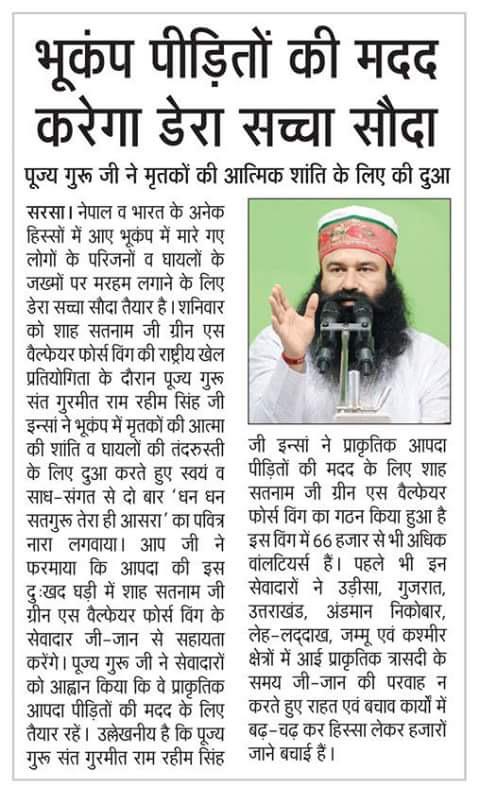 भूकंप पीड़ितों की मदद
करेगा डेरा सच्चा सौदा
पूज्य गुरू जी ने मृतकों की आत्मिक शांति के लिए की दुआ
सरसा। नेपाल व भारत के अनेक
हिस्सों में आए भूकंप में मारे गए
लोगों के परिजनों व घायलों के
जख्मों पर मरहम लगाने के लिए
डेरा सच्चा सौदा तैयार है। शनिवार
को शाह सतनाम जी ग्रीन एस
वैल्फेयर फोर्स विंग की राष्ट्रीय खेल
प्रतियोगिता के दौरान पूज्य गुरू
संत गुरमीत राम रहीम सिंह जी
इन्सां ने भूकंप में मृतकों की आत्मा
की शांति व घायलों की तंदरुस्ती
के लिए दुआ करते हुए स्वयं व
साध-संगत से दो बार ‘धन धन
सतगुरू तेरा ही आसरा’ का पवित्र
नारा लगवाया। आप जी ने
फरमाया कि आपदा की इस
दु:खद घड़ी में शाह सतनाम जी
ग्रीन एस वैल्फेयर फोर्स विंग के
सेवादार जी-जान से सहायता
करेंगे। पूज्य गुरू जी ने सेवादारों
को आह्वान किया कि वे प्राकृतिक
आपदा पीड़ितों की मदद के लिए
तैयार रहें। उल्लेखनीय है कि पूज्य
गुरू संत गुरमीत राम रहीम सिंह
जी इन्सां ने प्राकृतिक आपदा
पीड़ितों की मदद के लिए शाह
सतनाम जी ग्रीन एस वैल्फेयर
फोर्स विंग का गठन किया हुआ है
इस विंग में 66 हजार से भी अधिक
वांलटियर्स हैं। पहले भी इन
सेवादारों ने उड़ीसा, गुजरात,
उत्तराखंड, अंडमान निकोबार,
लेह-लद्दाख, जम्मू एवं कश्मीर
क्षेत्रों में आई प्राकृतिक त्रासदी के
समय जी-जान की परवाह न
करते हुए राहत एवं बचाव कार्यों में
बढ़-चढ़ कर हिस्सा लेकर हजारों
जाने बचाई हैं।